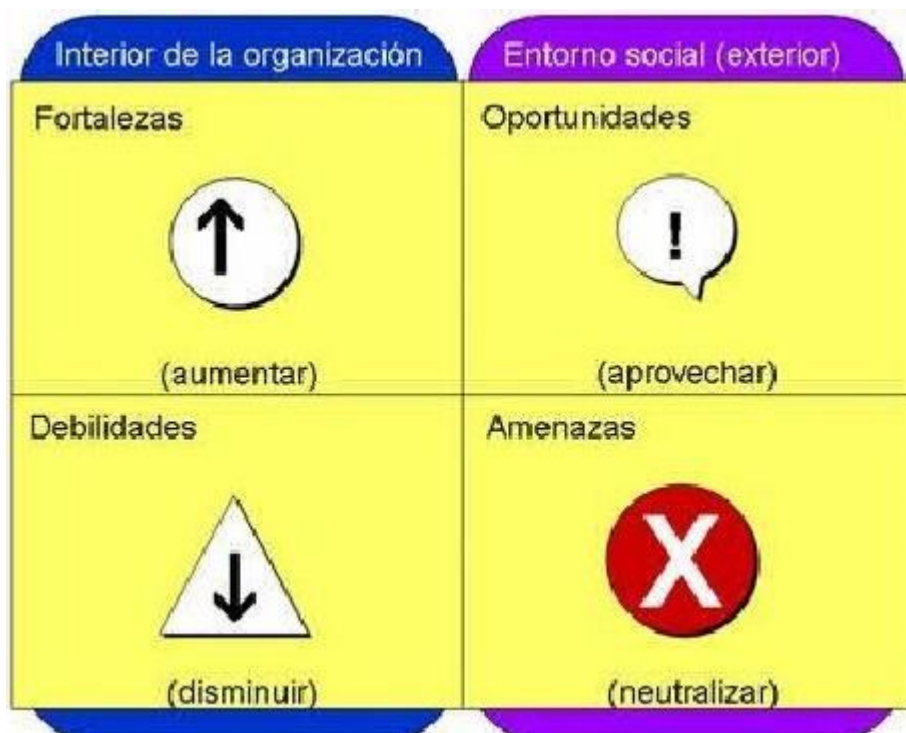 Interior de la organización
Entorno social (exterior)
Fortalezas
Oportunidades
!
(aumentar)
(aprovechar)
Debilidades
Amenazas
X
(disminuir)
(neutralizar)